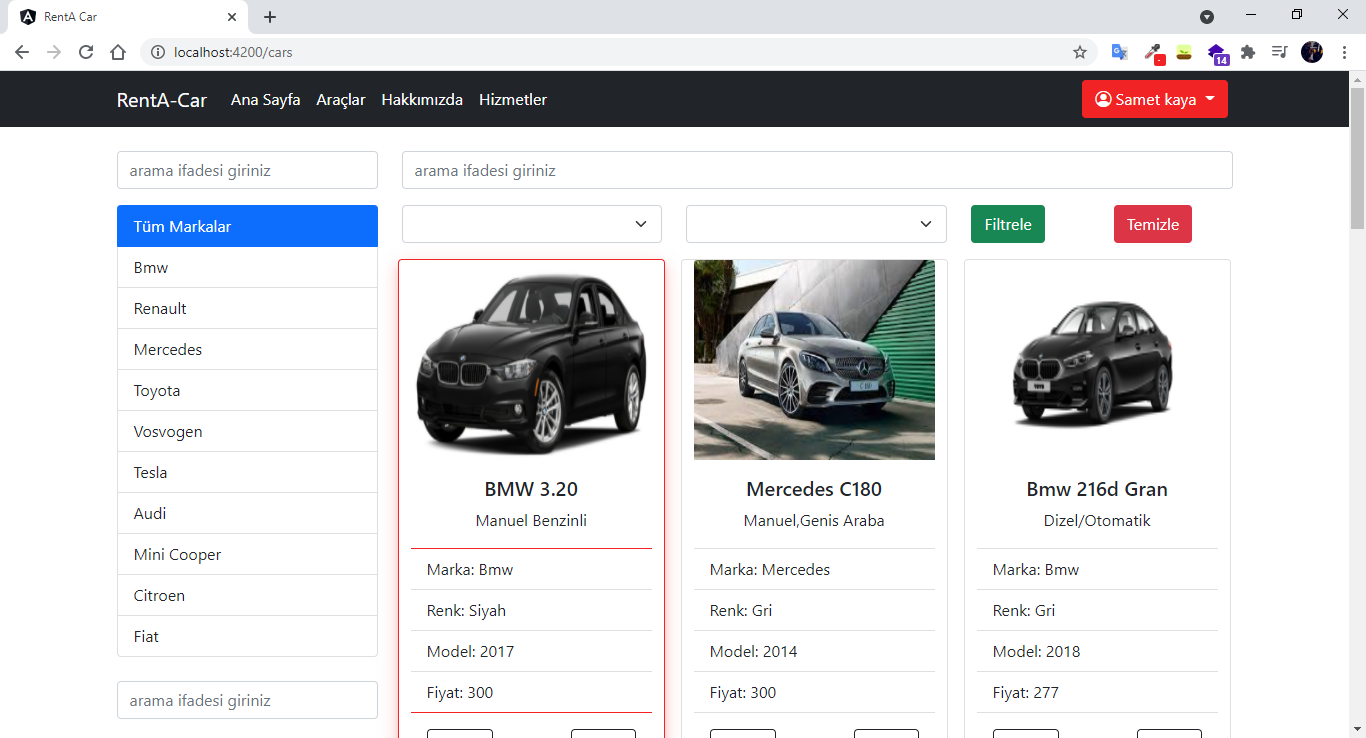 RentA Car
localhost:4200/cars
14
RentA-Car Ana Sayfa Araçlar Hakkımızda Hizmetler Samet kaya
arama ifadesi giriniz
arama ifadesi giriniz
Tüm Markalar
Bmw
Renault
Mercedes
Toyota
Vosvogen
Tesla
Audi
Mini Cooper
Citroen
Fiat
arama ifadesi giriniz
Filtrele Temizle
BMW 3.20
Manuel Benzinli
Marka: Bmw
Renk: Siyah
Model: 2017
Fiyat: 300
C 180
Mercedes C180
Manuel,Genis Araba
Marka: Mercedes
Renk: Gri
Model: 2014
Fiyat: 300
Bmw 216d Gran
Dizel/Otomatik
Marka: Bmw
Renk: Gri
Model: 2018
Fiyat: 277